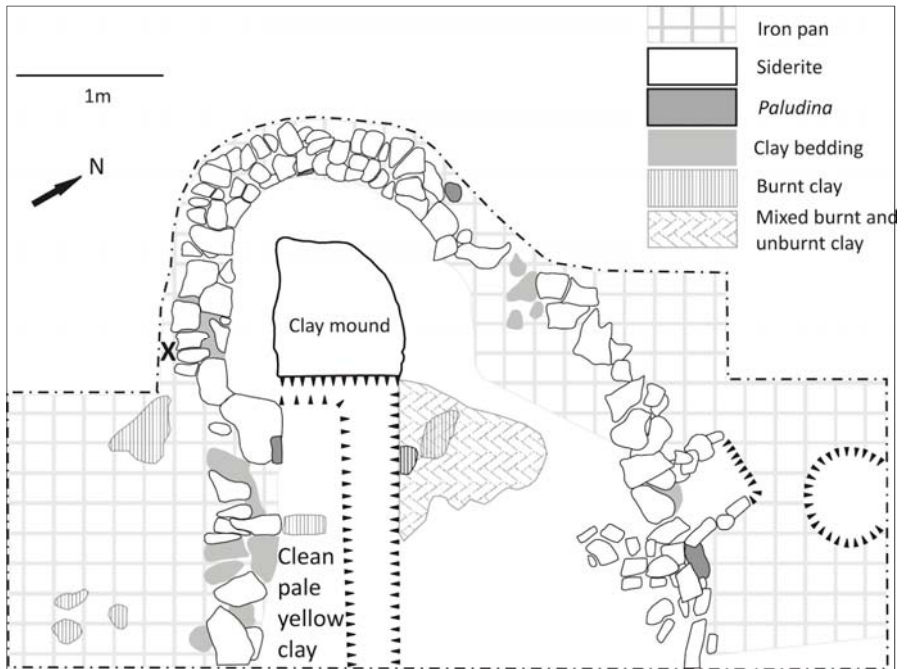 Iron pan
Siderite
Paludina
Clay bedding
Burnt clay
Mixed burnt and
unburnt clay
1m
N
Clay mound
X
Clean
pale
yellow
clay